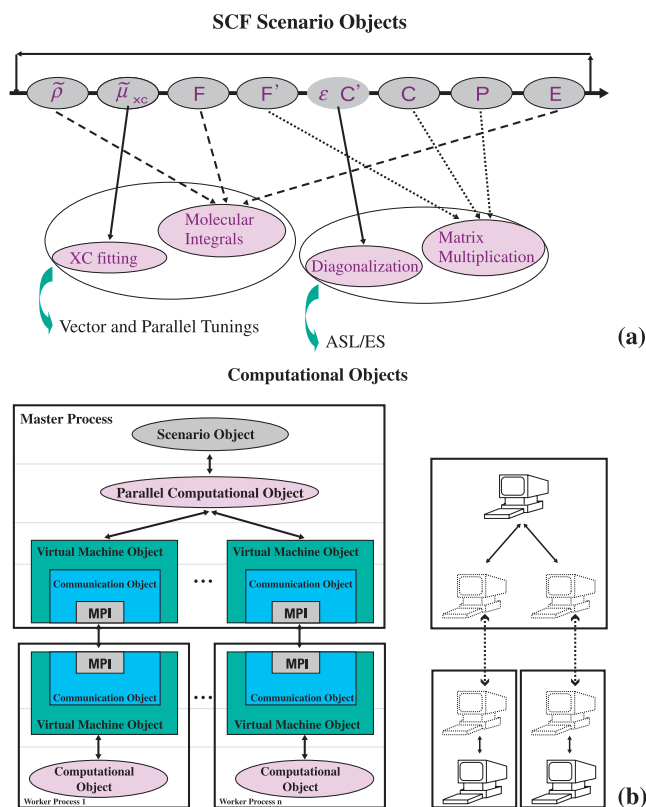 SCF Scenario Objects
ρ̃ μ̃xc F F' ε C' C P E
Molecular
Integrals
XC fitting
Matrix
Multiplication
Diagonalization
Vector and Parallel Tunings
ASL/ES
(a)
Computational Objects
Master Process
Scenario Object
Parallel Computational Object
Virtual Machine Object
Communication Object
MPI
...
Virtual Machine Object
Communication Object
MPI
MPI
Communication Object
Virtual Machine Object
Computational
Object
Worker Process 1
...
MPI
Communication Object
Virtual Machine Object
Computational
Object
Worker Process n
(b)